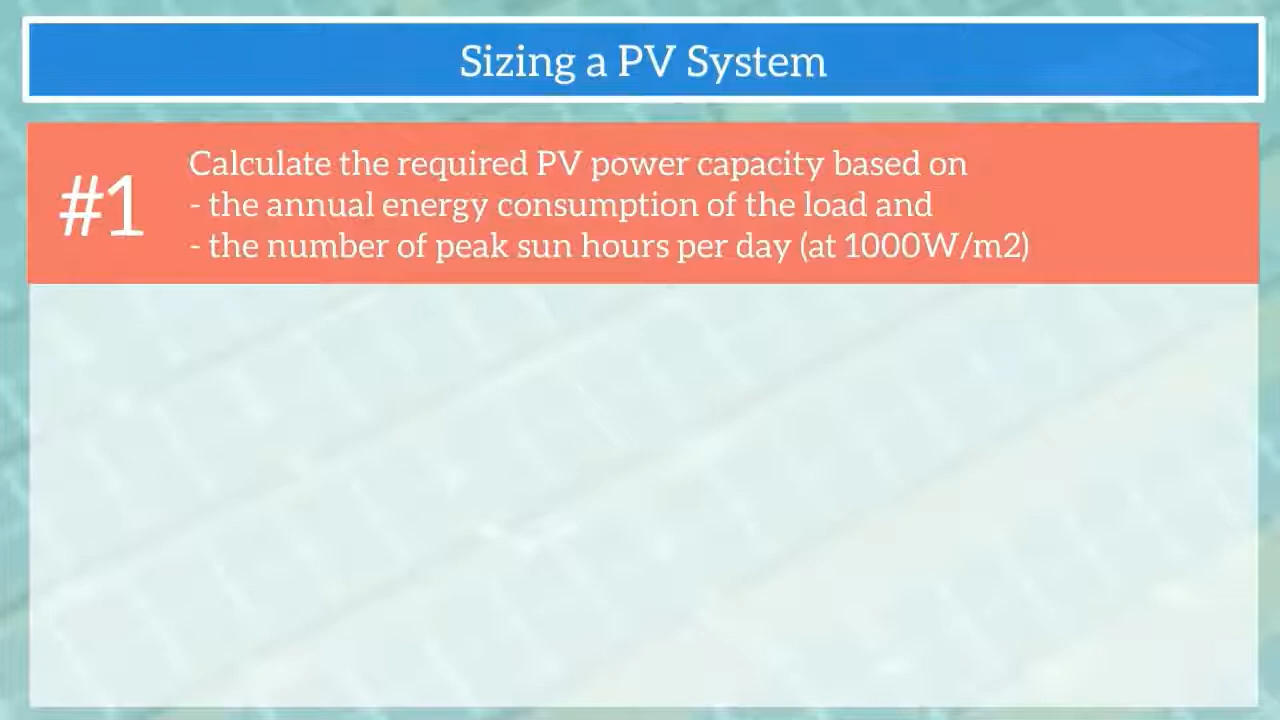 Sizing a PV System
#1
Calculate the required PV power capacity based on
- the annual energy consumption of the load and
- the number of peak sun hours per day (at 1000W/m2)